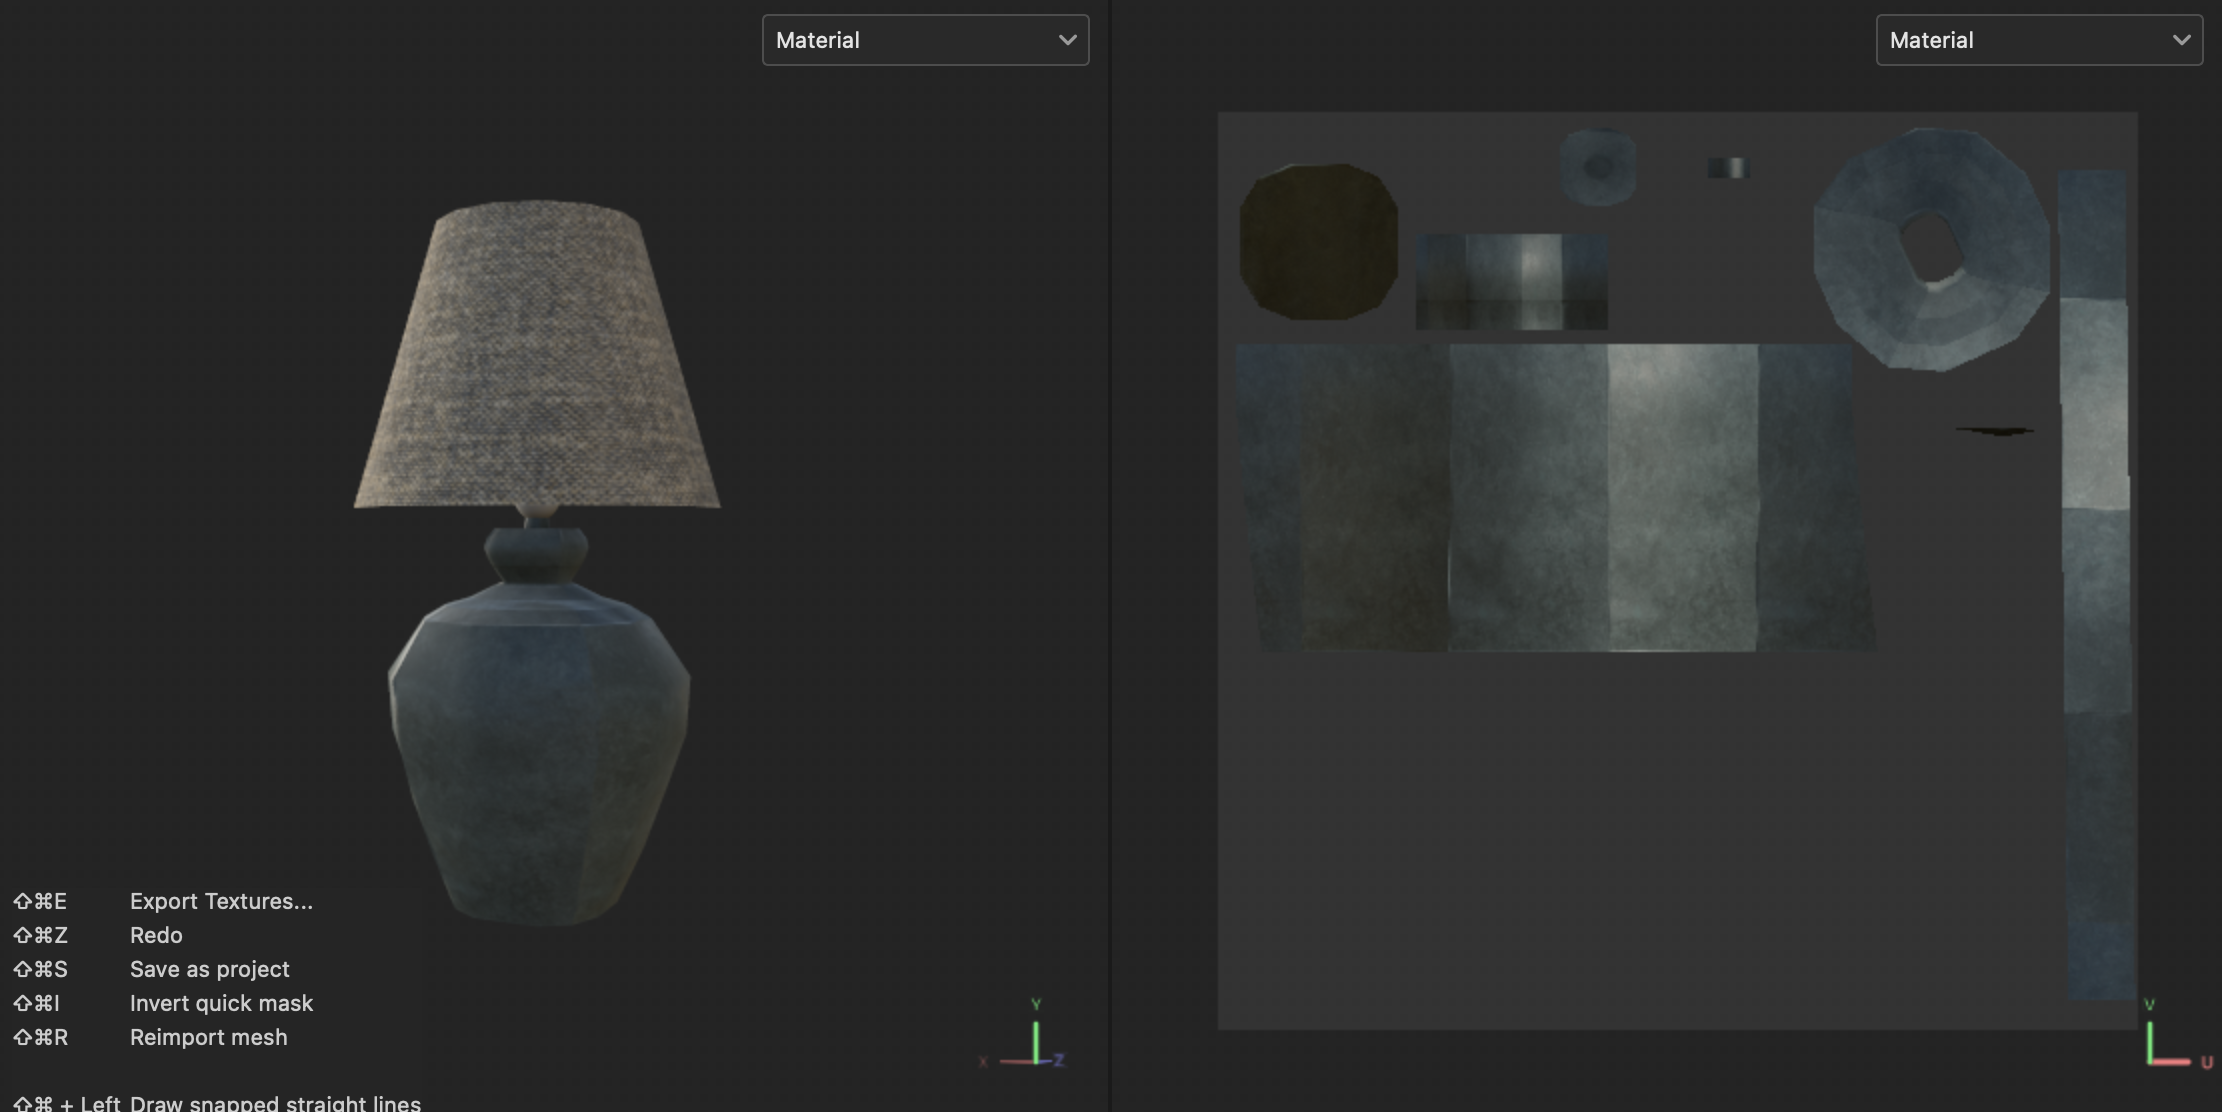 Material
Material
⇧⌘E Export Textures...
⇧⌘Z Redo
⇧⌘S Save as project
⇧⌘I Invert quick mask
⇧⌘R Reimport mesh
⇧⌘ + Left Draw snapped straight lines
Y
X Z
V
U